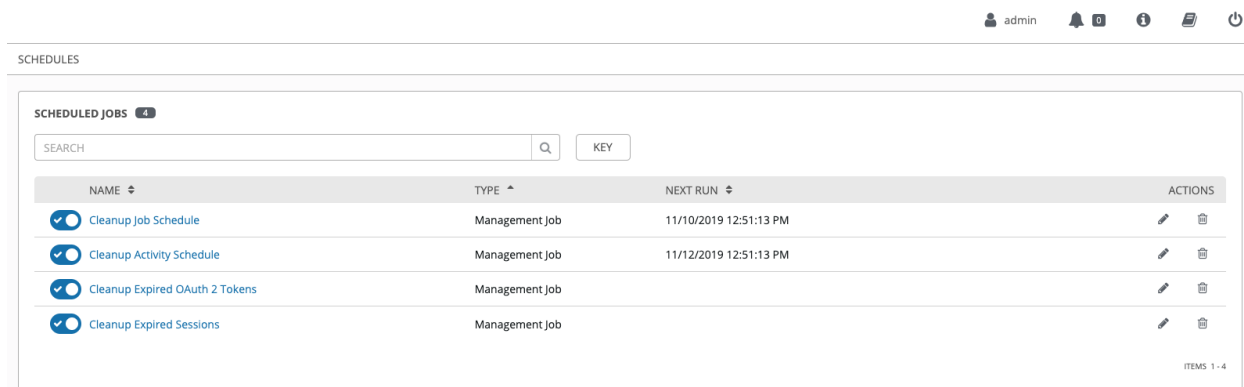 admin 0
SCHEDULES
SCHEDULED JOBS 4
SEARCH KEY
NAME TYPE NEXT RUN ACTIONS
Cleanup Job Schedule Management Job 11/10/2019 12:51:13 PM
Cleanup Activity Schedule Management Job 11/12/2019 12:51:13 PM
Cleanup Expired OAuth 2 Tokens Management Job
Cleanup Expired Sessions Management Job
ITEMS 1 - 4